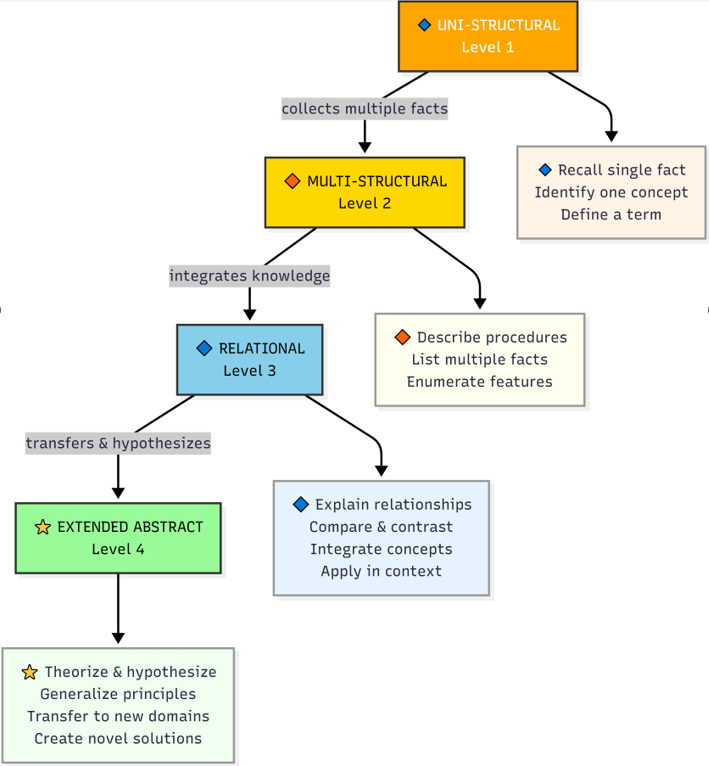 UNI-STRUCTURAL
Level 1
collects multiple facts
MULTI-STRUCTURAL
Level 2
Recall single fact
Identify one concept
Define a term
integrates knowledge
RELATIONAL
Level 3
Describe procedures
List multiple facts
Enumerate features
transfers & hypothesizes
EXTENDED ABSTRACT
Level 4
Explain relationships
Compare & contrast
Integrate concepts
Apply in context
Theorize & hypothesize
Generalize principles
Transfer to new domains
Create novel solutions